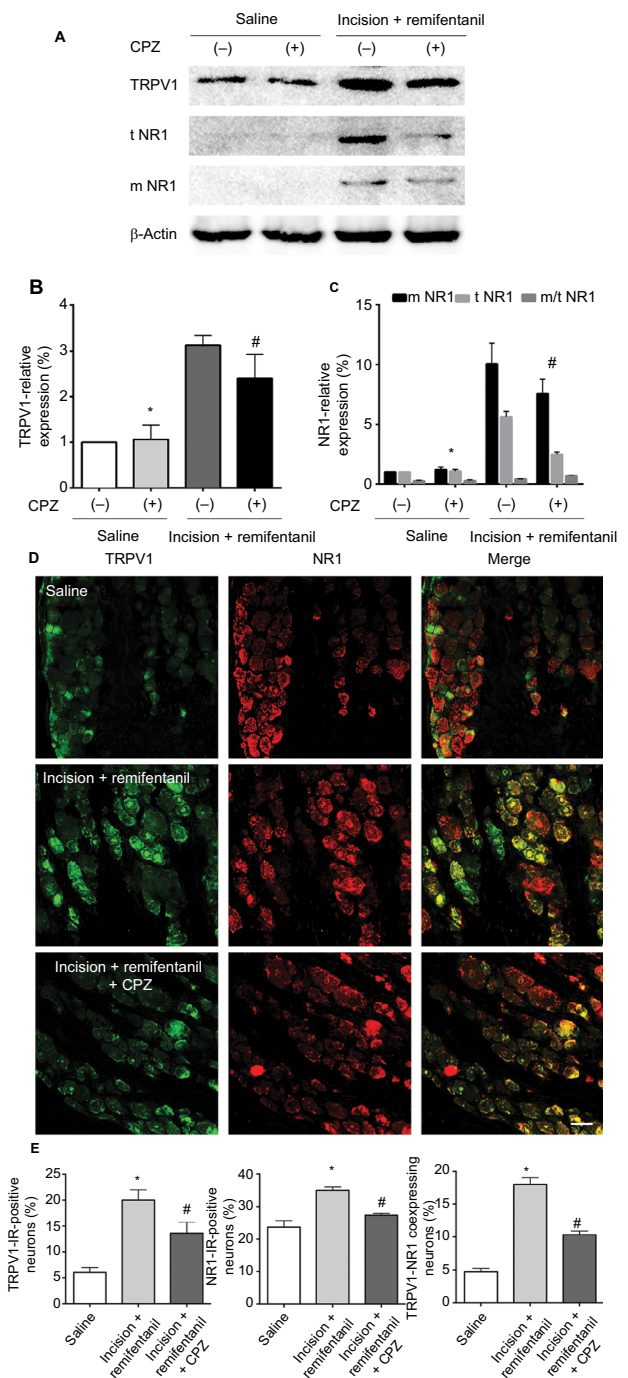 A
Saline
Incision + remifentanil
CPZ
(–)
(+)
(–)
(+)
TRPV1
t NR1
m NR1
β-Actin
B
4
3
2
1
0
TRPV1-relative
expression (%)
*
#
CPZ
(–)
(+)
(–)
(+)
Saline
Incision + remifentanil
C
m NR1
t NR1
m/t NR1
15
10
5
0
NR1-relative
expression (%)
*
#
CPZ
(–)
(+)
(–)
(+)
Saline
Incision + remifentanil
D
TRPV1
NR1
Merge
Saline
Incision + remifentanil
Incision + remifentanil
+ CPZ
E
TRPV1-IR-positive
neurons (%)
25
20
15
10
5
0
*
#
Saline
Incision +
remifentanil
Incision +
remifentanil
+ CPZ
NR1-IR-positive
neurons (%)
40
30
20
10
0
*
#
Saline
Incision +
remifentanil
Incision +
remifentanil
+ CPZ
TRPV1-NR1 coexpressing
neurons (%)
20
15
10
5
0
*
#
Saline
Incision +
remifentanil
Incision +
remifentanil
+ CPZ